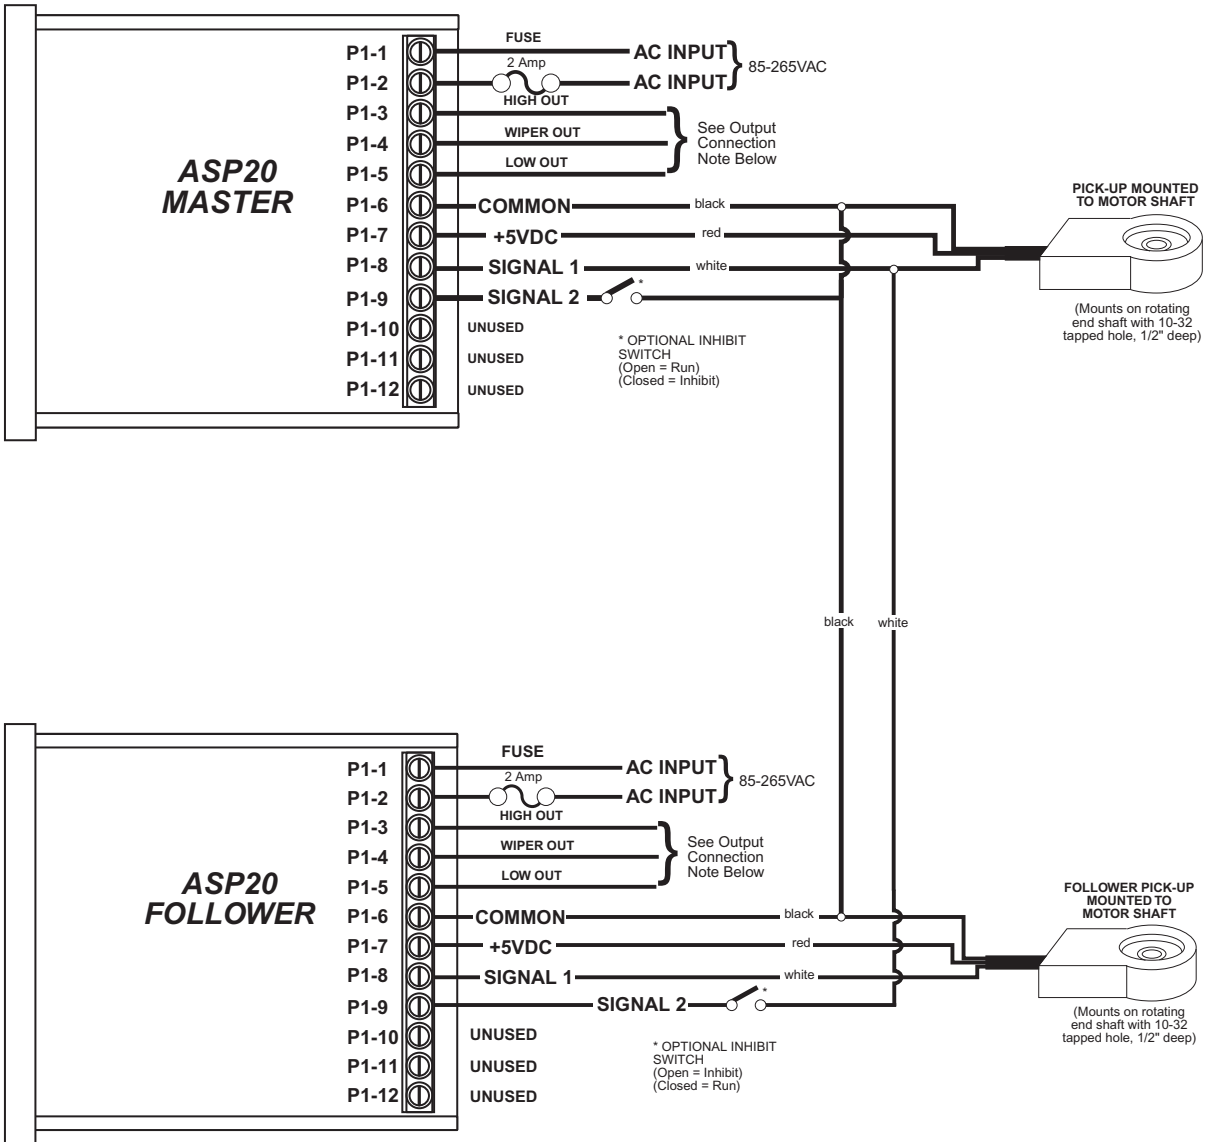 ASP20
MASTER
P1-1
P1-2
P1-3
P1-4
P1-5
P1-6
P1-7
P1-8
P1-9
P1-10
P1-11
P1-12
FUSE
2 Amp
AC INPUT
AC INPUT
85-265VAC
HIGH OUT
WIPER OUT
LOW OUT
See Output
Connection
Note Below
COMMON
black
+5VDC
red
SIGNAL 1
white
SIGNAL 2
*
UNUSED
UNUSED
UNUSED
* OPTIONAL INHIBIT
SWITCH
(Open = Run)
(Closed = Inhibit)
PICK-UP MOUNTED
TO MOTOR SHAFT
(Mounts on rotating
end shaft with 10-32
tapped hole, 1/2" deep)
black
white
ASP20
FOLLOWER
P1-1
P1-2
P1-3
P1-4
P1-5
P1-6
P1-7
P1-8
P1-9
P1-10
P1-11
P1-12
FUSE
2 Amp
AC INPUT
AC INPUT
85-265VAC
HIGH OUT
WIPER OUT
LOW OUT
See Output
Connection
Note Below
COMMON
black
+5VDC
red
SIGNAL 1
white
SIGNAL 2
*
UNUSED
UNUSED
UNUSED
* OPTIONAL INHIBIT
SWITCH
(Open = Inhibit)
(Closed = Run)
FOLLOWER PICK-UP
MOUNTED TO
MOTOR SHAFT
(Mounts on rotating
end shaft with 10-32
tapped hole, 1/2" deep)